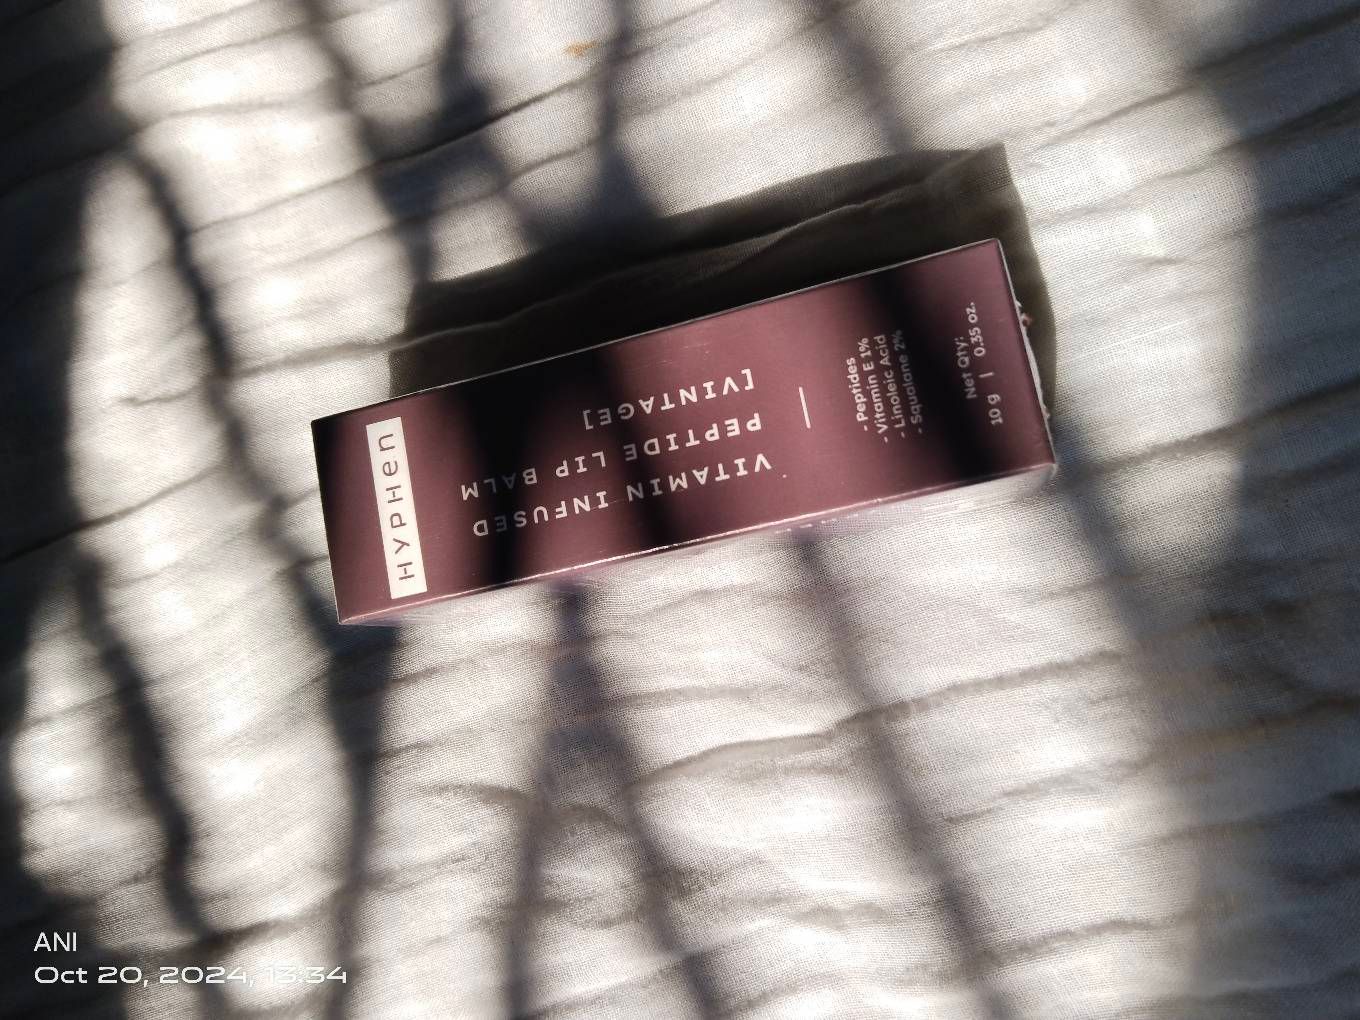 HYPHEN
VITAMIN INFUSED
PEPTIDE LIP BALM
[VINTAGE]
- Peptides
- Vitamin E 1%
- Linoleic Acid
- Squalane 2%
Net Qty:
10 g | 0.35 oz.
ANI
Oct 20, 2024, 13:34